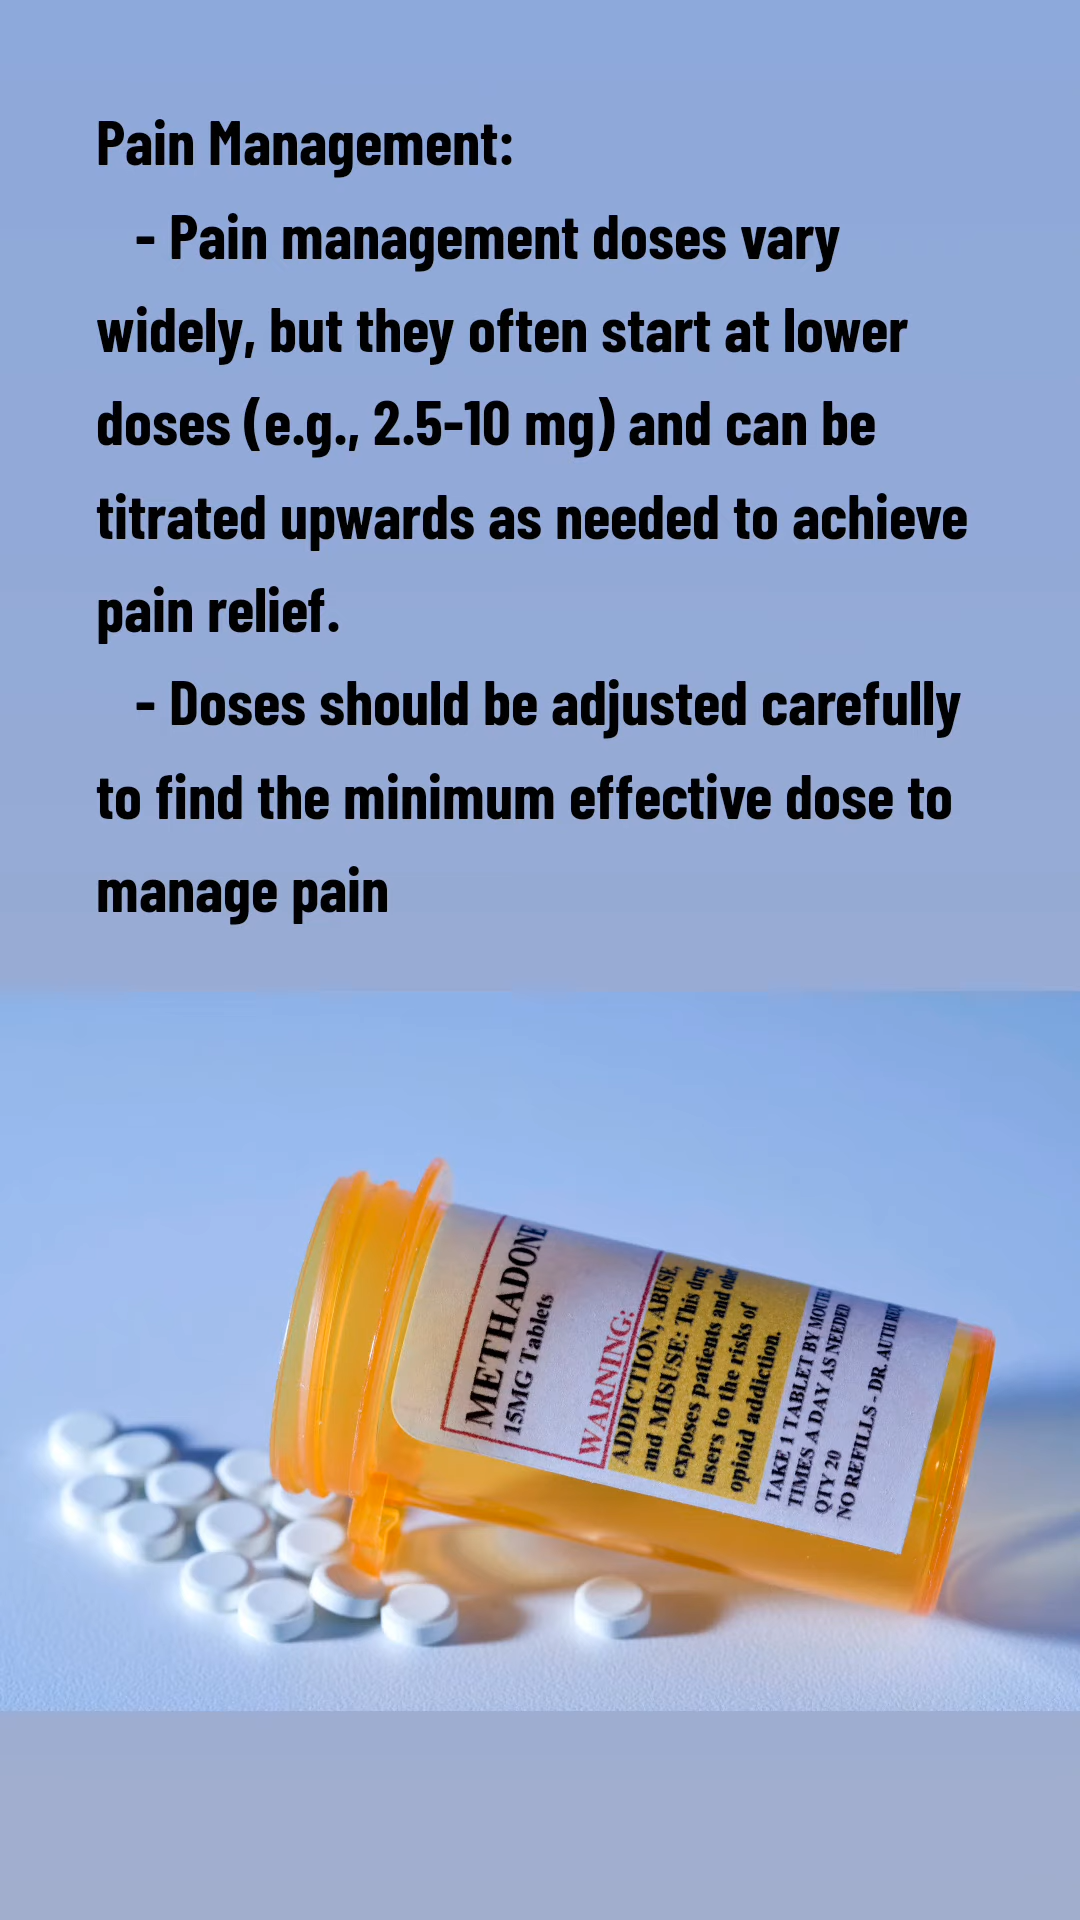 Pain Management:
- Pain management doses vary
widely, but they often start at lower
doses (e.g., 2.5-10 mg) and can be
titrated upwards as needed to achieve
pain relief.
- Doses should be adjusted carefully
to find the minimum effective dose to
manage pain
METHADONE
15MG Tablets
WARNING:
ADDICTION, ABUSE,
and MISUSE: This drug
exposes patients and other
users to the risks of
opioid addiction.
TAKE 1 TABLET BY MOUTH
TIMES A DAY AS NEEDED
QTY 20
NO REFILLS - DR. AUTH